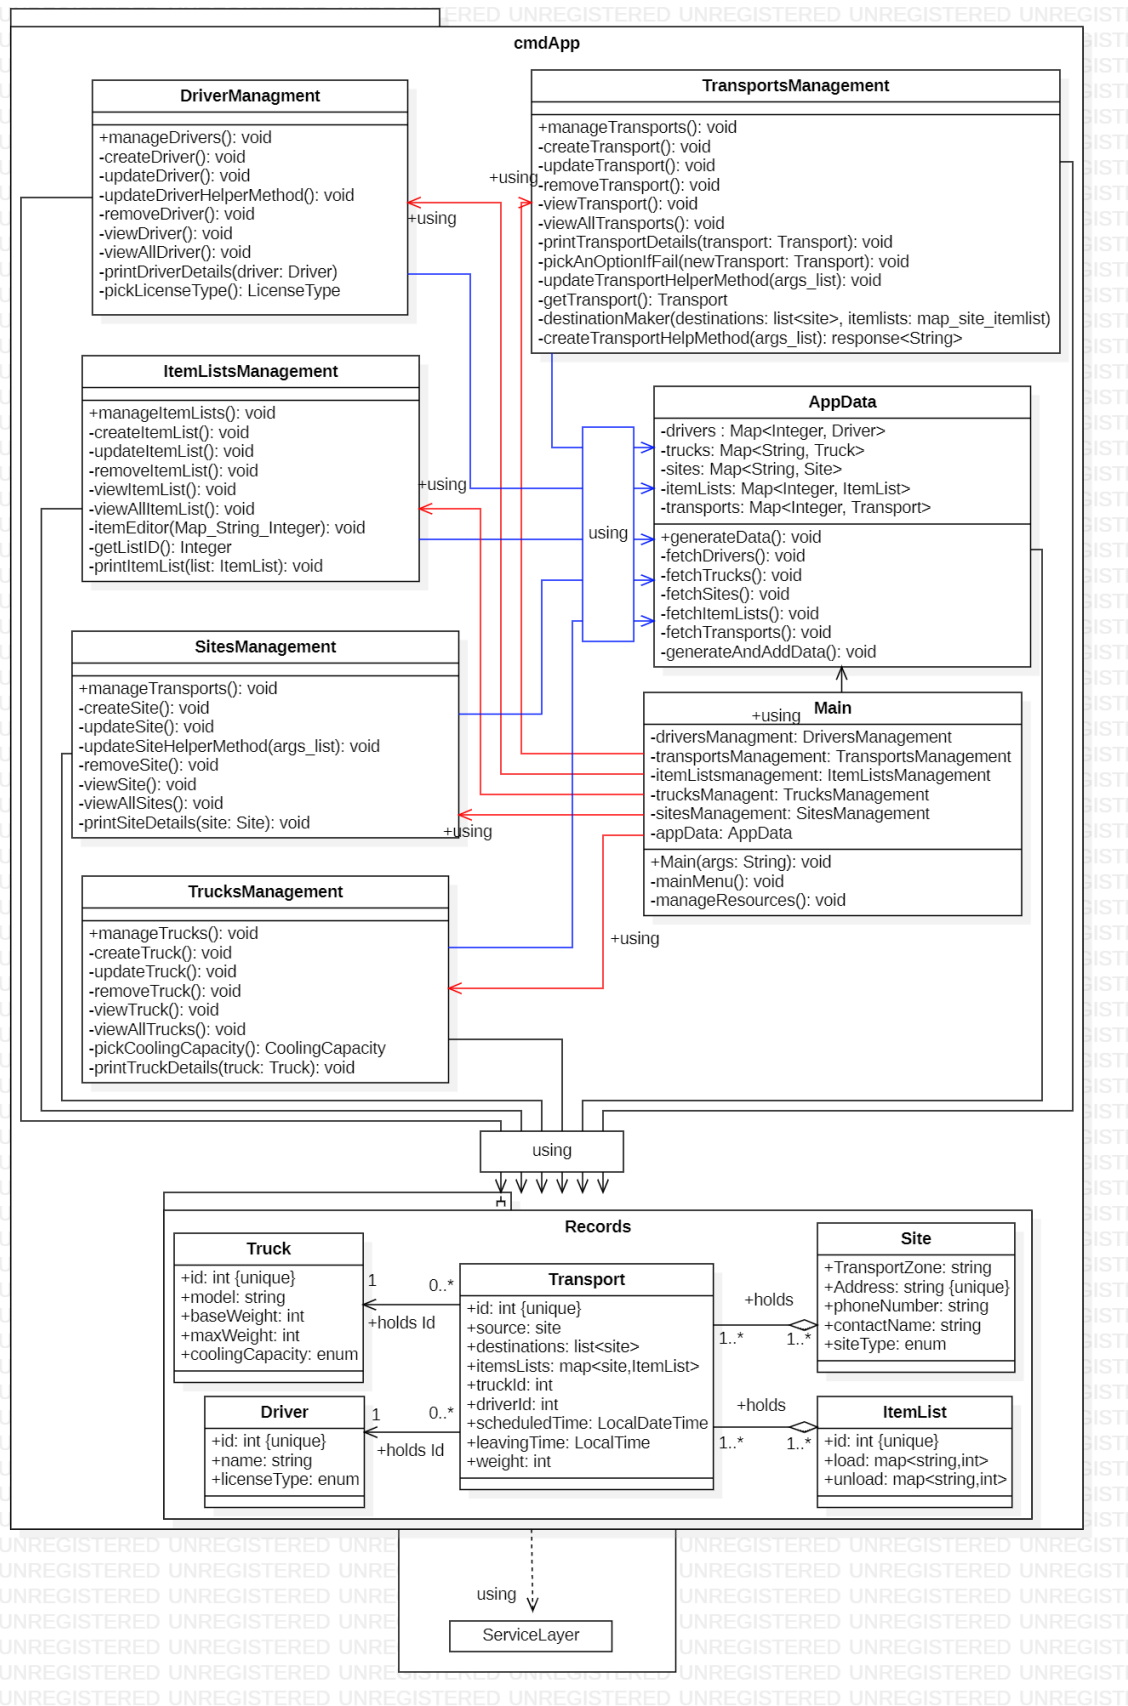 cmdApp
DriverManagment
+manageDrivers(): void
-createDriver(): void
-updateDriver(): void
-updateDriverHelperMethod(): void
-removeDriver(): void
-viewDriver(): void
-viewAllDriver(): void
-printDriverDetails(driver: Driver)
-pickLicenseType(): LicenseType
TransportsManagement
+manageTransports(): void
-createTransport(): void
-updateTransport(): void
-removeTransport(): void
-viewTransport(): void
-viewAllTransports(): void
-printTransportDetails(transport: Transport): void
-pickAnOptionIfFail(newTransport: Transport): void
-updateTransportHelperMethod(args_list): void
-getTransport(): Transport
-destinationMaker(destinations: list<site>, itemlists: map_site_itemlist)
-createTransportHelpMethod(args_list): response<String>
+using
+using
ItemListsManagement
+manageItemLists(): void
-createItemList(): void
-updateItemList(): void
-removeItemList(): void
-viewItemList(): void
-viewAllItemList(): void
-itemEditor(Map_String_Integer): void
-getListID(): Integer
-printItemList(list: ItemList): void
+using
using
AppData
-drivers : Map<Integer, Driver>
-trucks: Map<String, Truck>
-sites: Map<String, Site>
-itemLists: Map<Integer, ItemList>
-transports: Map<Integer, Transport>
+generateData(): void
-fetchDrivers(): void
-fetchTrucks(): void
-fetchSites(): void
-fetchItemLists(): void
-fetchTransports(): void
-generateAndAddData(): void
SitesManagement
+manageTransports(): void
-createSite(): void
-updateSite(): void
-updateSiteHelperMethod(args_list): void
-removeSite(): void
-viewSite(): void
-viewAllSites(): void
-printSiteDetails(site: Site): void
+using
+using
Main
-driversManagment: DriversManagement
-transportsManagement: TransportsManagement
-itemListsmanagement: ItemListsManagement
-trucksManagent: TrucksManagement
-sitesManagement: SitesManagement
-appData: AppData
+Main(args: String): void
-mainMenu(): void
-manageResources(): void
+using
TrucksManagement
+manageTrucks(): void
-createTruck(): void
-updateTruck(): void
-removeTruck(): void
-viewTruck(): void
-viewAllTrucks(): void
-pickCoolingCapacity(): CoolingCapacity
-printTruckDetails(truck: Truck): void
using
Records
Truck
+id: int {unique}
+model: string
+baseWeight: int
+maxWeight: int
+coolingCapacity: enum
1
0..*
+holds Id
Driver
+id: int {unique}
+name: string
+licenseType: enum
1
0..*
+holds Id
Transport
+id: int {unique}
+source: site
+destinations: list<site>
+itemsLists: map<site,ItemList>
+truckId: int
+driverId: int
+scheduledTime: LocalDateTime
+leavingTime: LocalTime
+weight: int
+holds
1..*
1..*
+holds
1..*
1..*
Site
+TransportZone: string
+Address: string {unique}
+phoneNumber: string
+contactName: string
+siteType: enum
ItemList
+id: int {unique}
+load: map<string,int>
+unload: map<string,int>
using
ServiceLayer